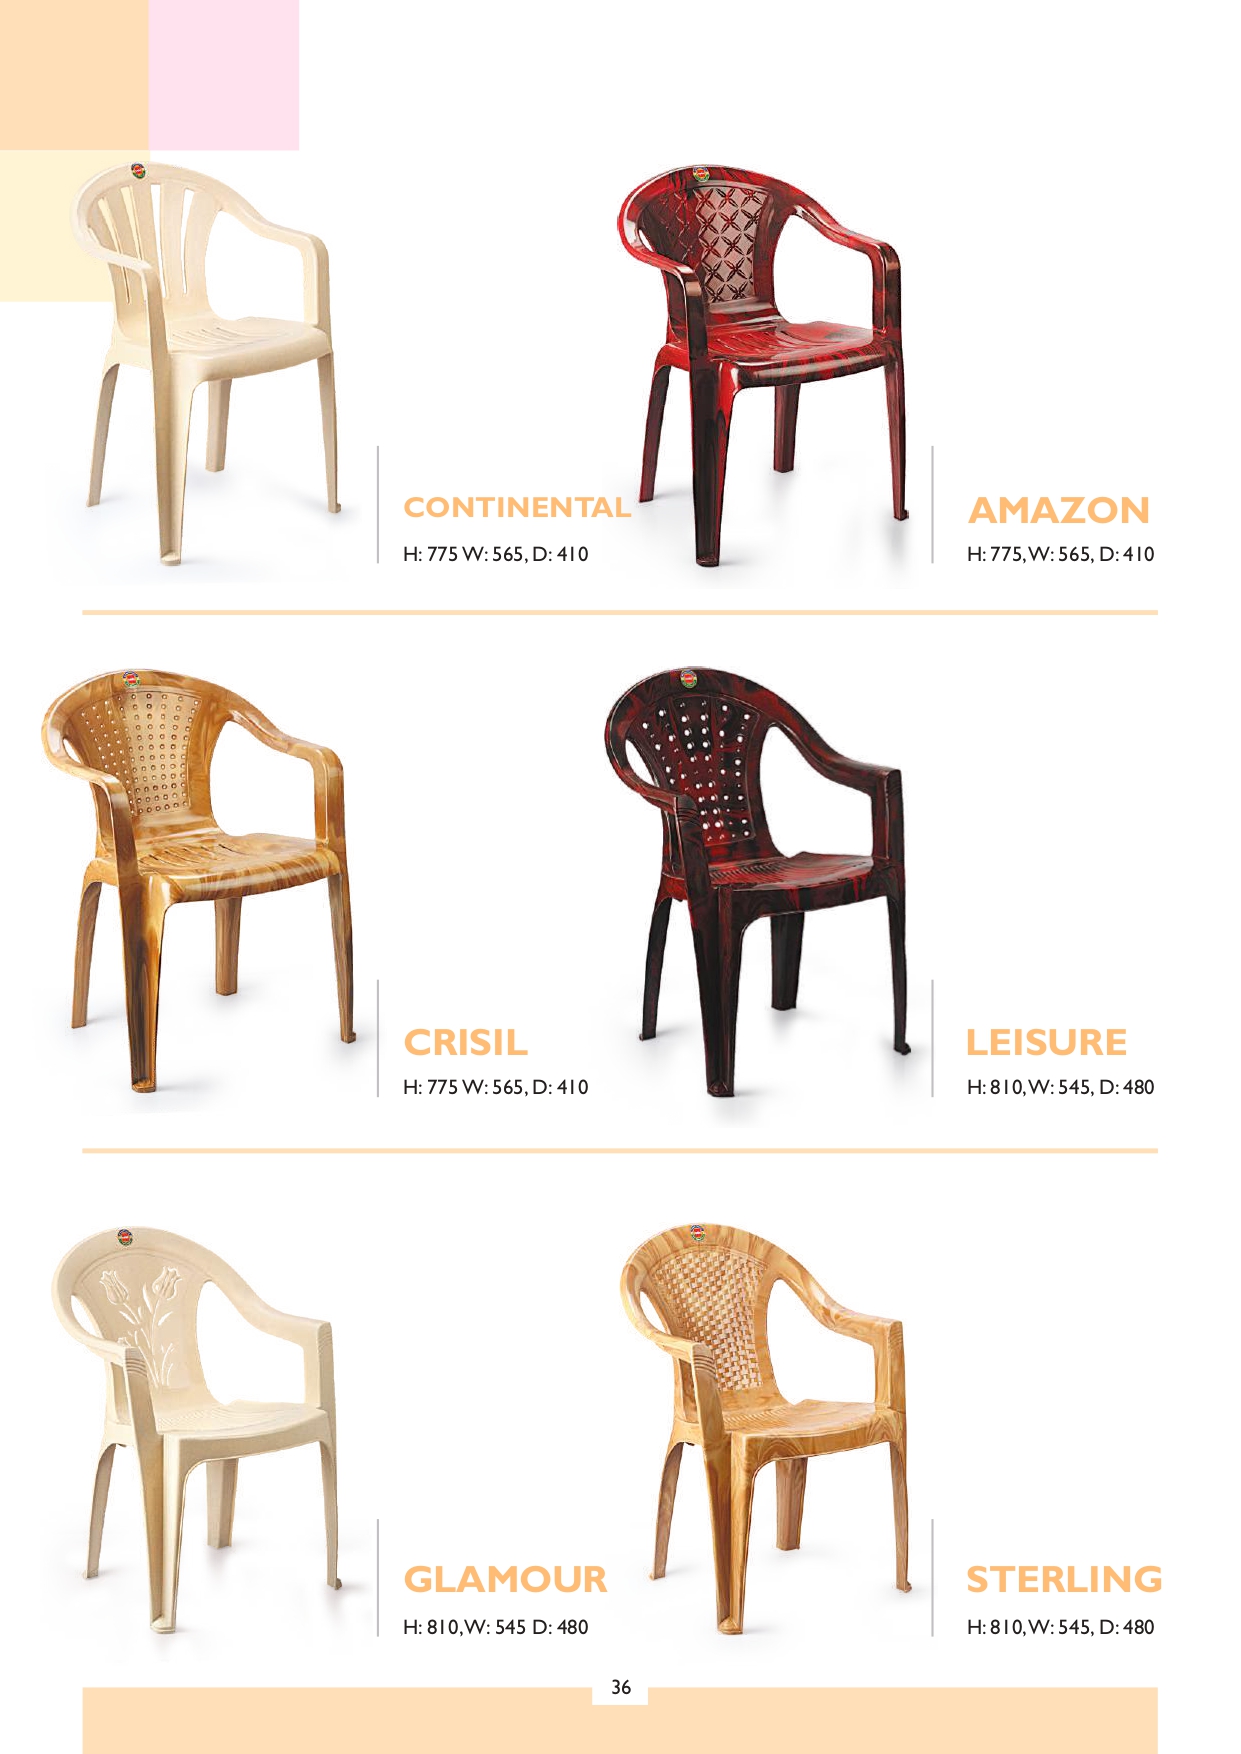 CONTINENTAL
H: 775 W: 565, D: 410
AMAZON
H: 775, W: 565, D: 410
CRISIL
H: 775 W: 565, D: 410
LEISURE
H: 810, W: 545, D: 480
GLAMOUR
H: 810, W: 545 D: 480
STERLING
H: 810, W: 545, D: 480
36